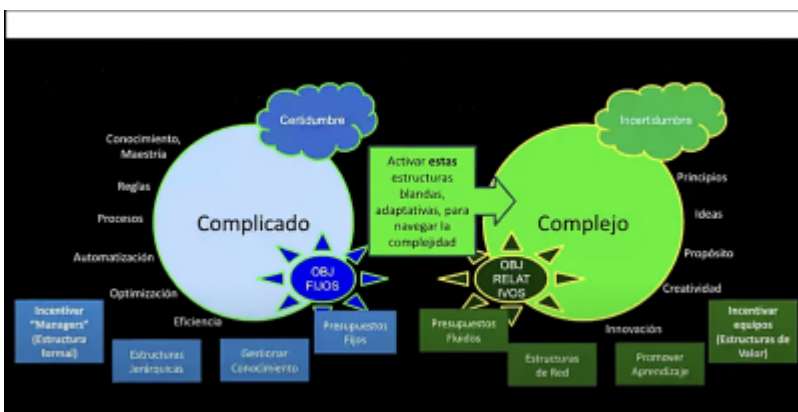 Certidumbre
Conocimiento,
Maestria
Reglas
Procesos
Automatización
Optimización
Eficiencia
Complicado
OBJ
FIJOS
Incentivar
"Managers"
(Estructura
formal)
Estructuras
Jerárquicas
Gestionar
Conocimiento
Presupuestos
Fijos
Activar estas
estructuras
blandas,
adaptativas, para
navegar la
complejidad
Incertidumbre
Complejo
OBJ
RELAT
IVOS
Principios
Ideas
Propósito
Creatividad
Innovación
Presupuestos
Fluidos
Estructuras
de Red
Promover
Aprendizaje
Incentivar
equipos
(Estructuras de
Valor)